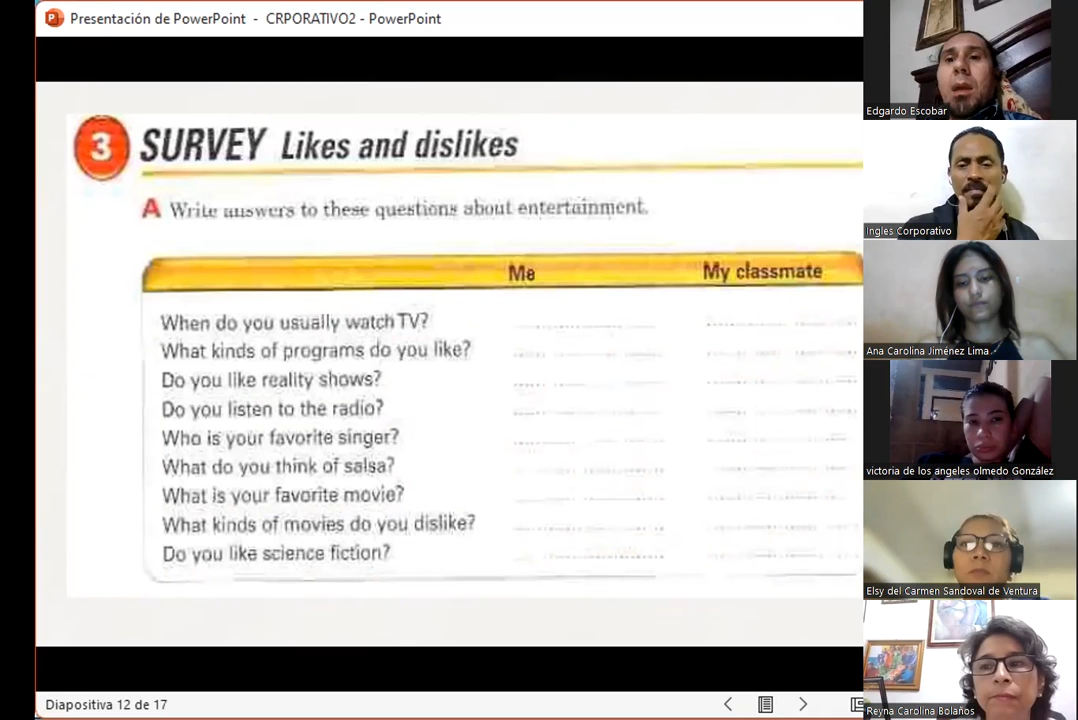 Presentación de PowerPoint - CRPORATIVO2 - PowerPoint
3 SURVEY Likes and dislikes
A Write answers to these questions about entertainment.
Me My classmate
When do you usually watch TV?
What kinds of programs do you like?
Do you like reality shows?
Do you listen to the radio?
Who is your favorite singer?
What do you think of salsa?
What is your favorite movie?
What kinds of movies do you dislike?
Do you like science fiction?
Diapositiva 12 de 17
Edgardo Escobar
Ingles Corporativo
Ana Carolina Jiménez Lima
victoria de los angeles olmedo González
Elsy del Carmen Sandoval de Ventura
Reyna Carolina Bolaños